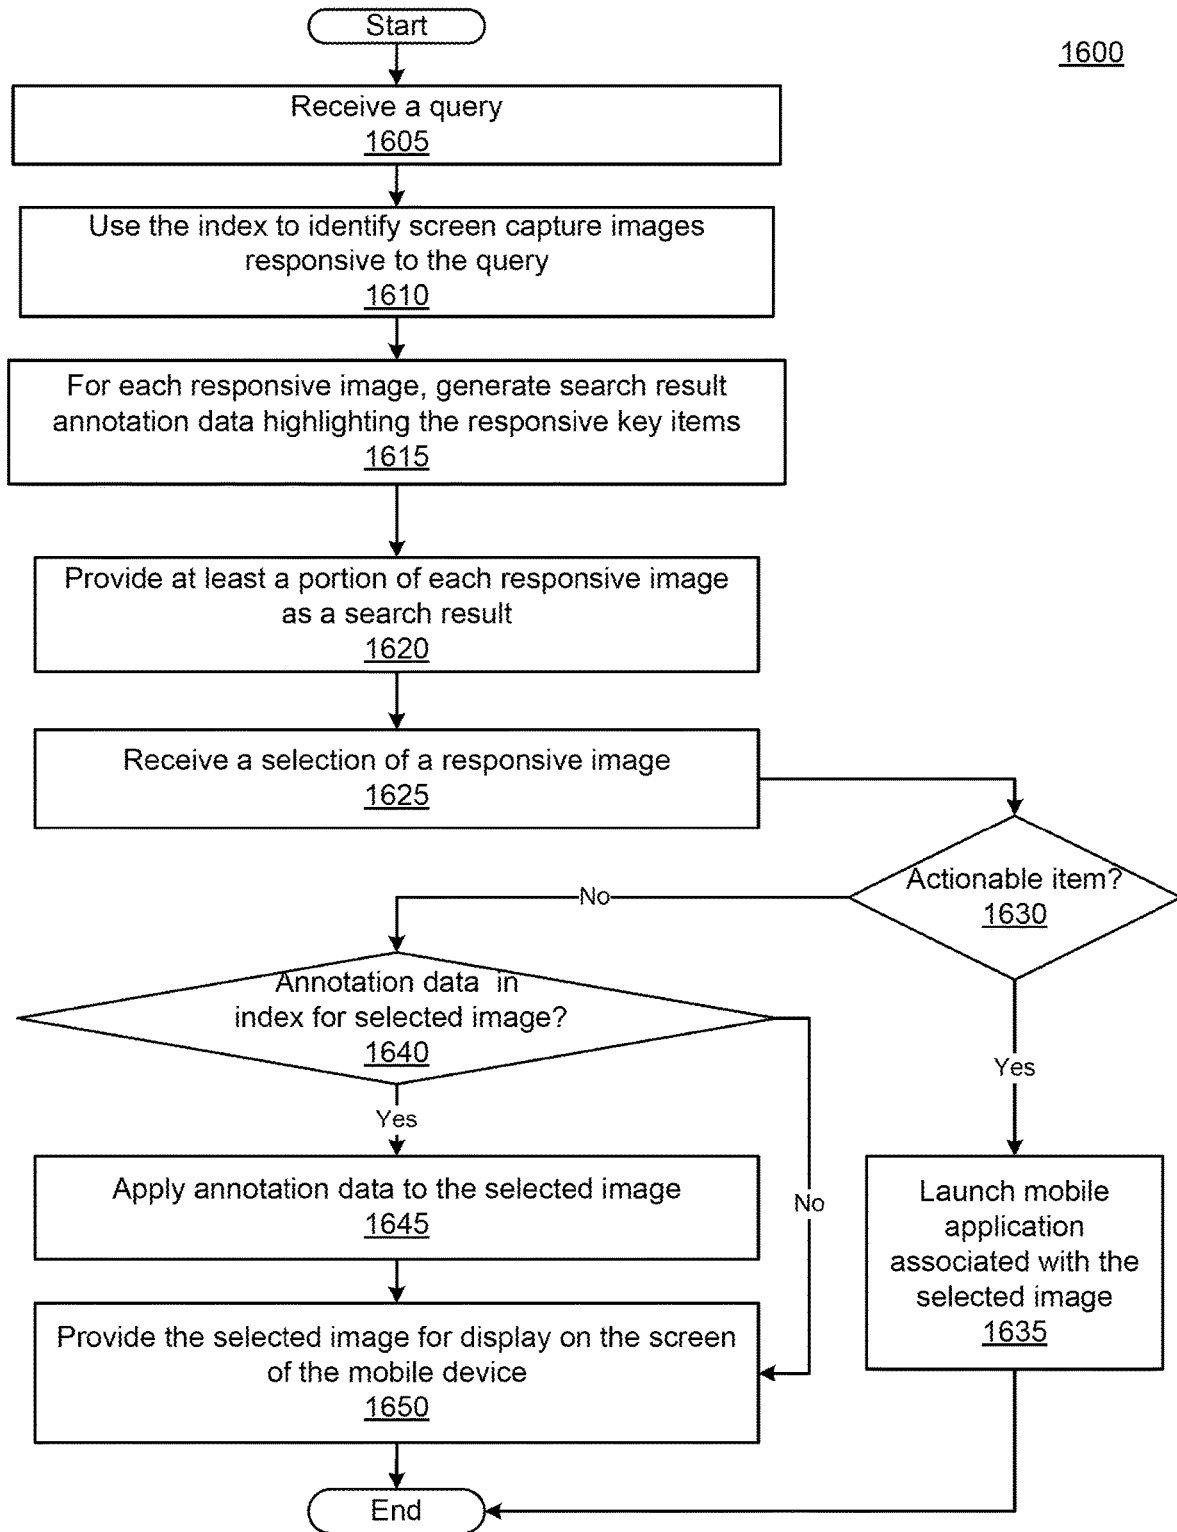 Start
1600
Receive a query
1605
Use the index to identify screen capture images
responsive to the query
1610
For each responsive image, generate search result
annotation data highlighting the responsive key items
1615
Provide at least a portion of each responsive image
as a search result
1620
Receive a selection of a responsive image
1625
Actionable item?
1630
No
Annotation data in
index for selected image?
1640
Yes
Yes
Apply annotation data to the selected image
1645
No
Launch mobile
application
associated with the
selected image
1635
Provide the selected image for display on the screen
of the mobile device
1650
End